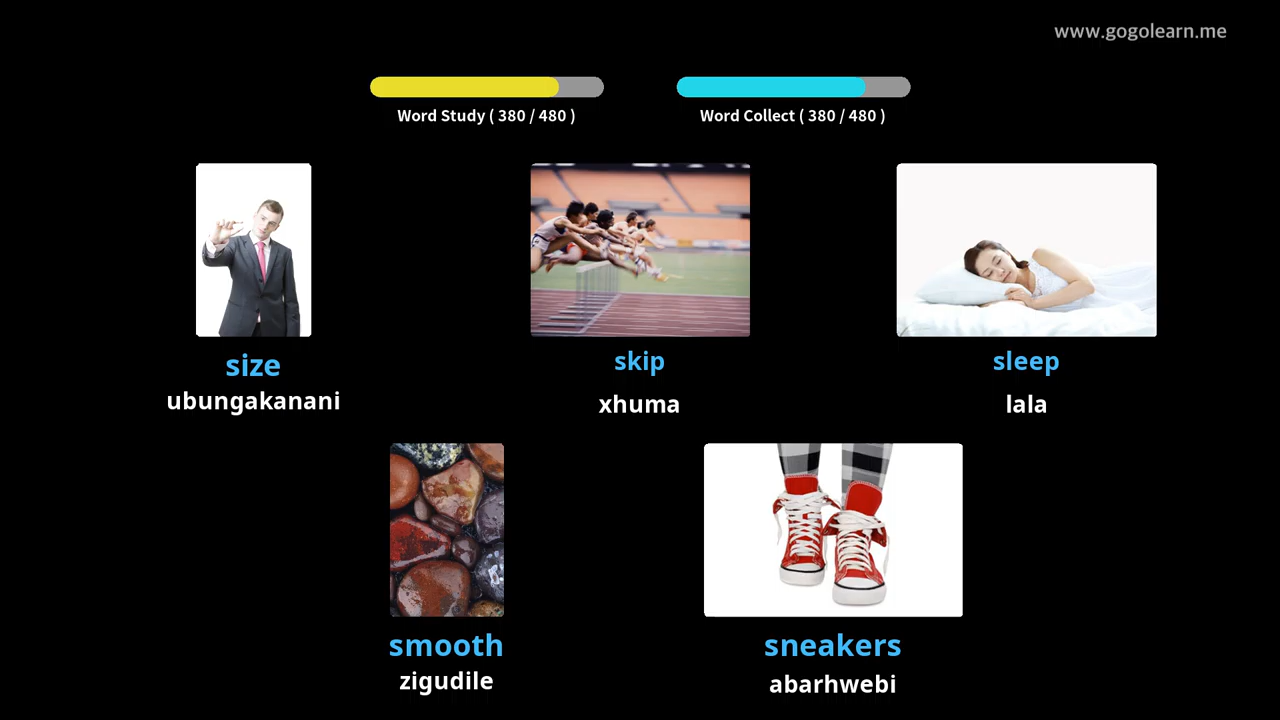 www.gogolearn.me
Word Study ( 380 / 480 )
Word Collect ( 380 / 480 )
size
ubungakanani
skip
xhuma
sleep
lala
smooth
zigudile
sneakers
abarhwebi